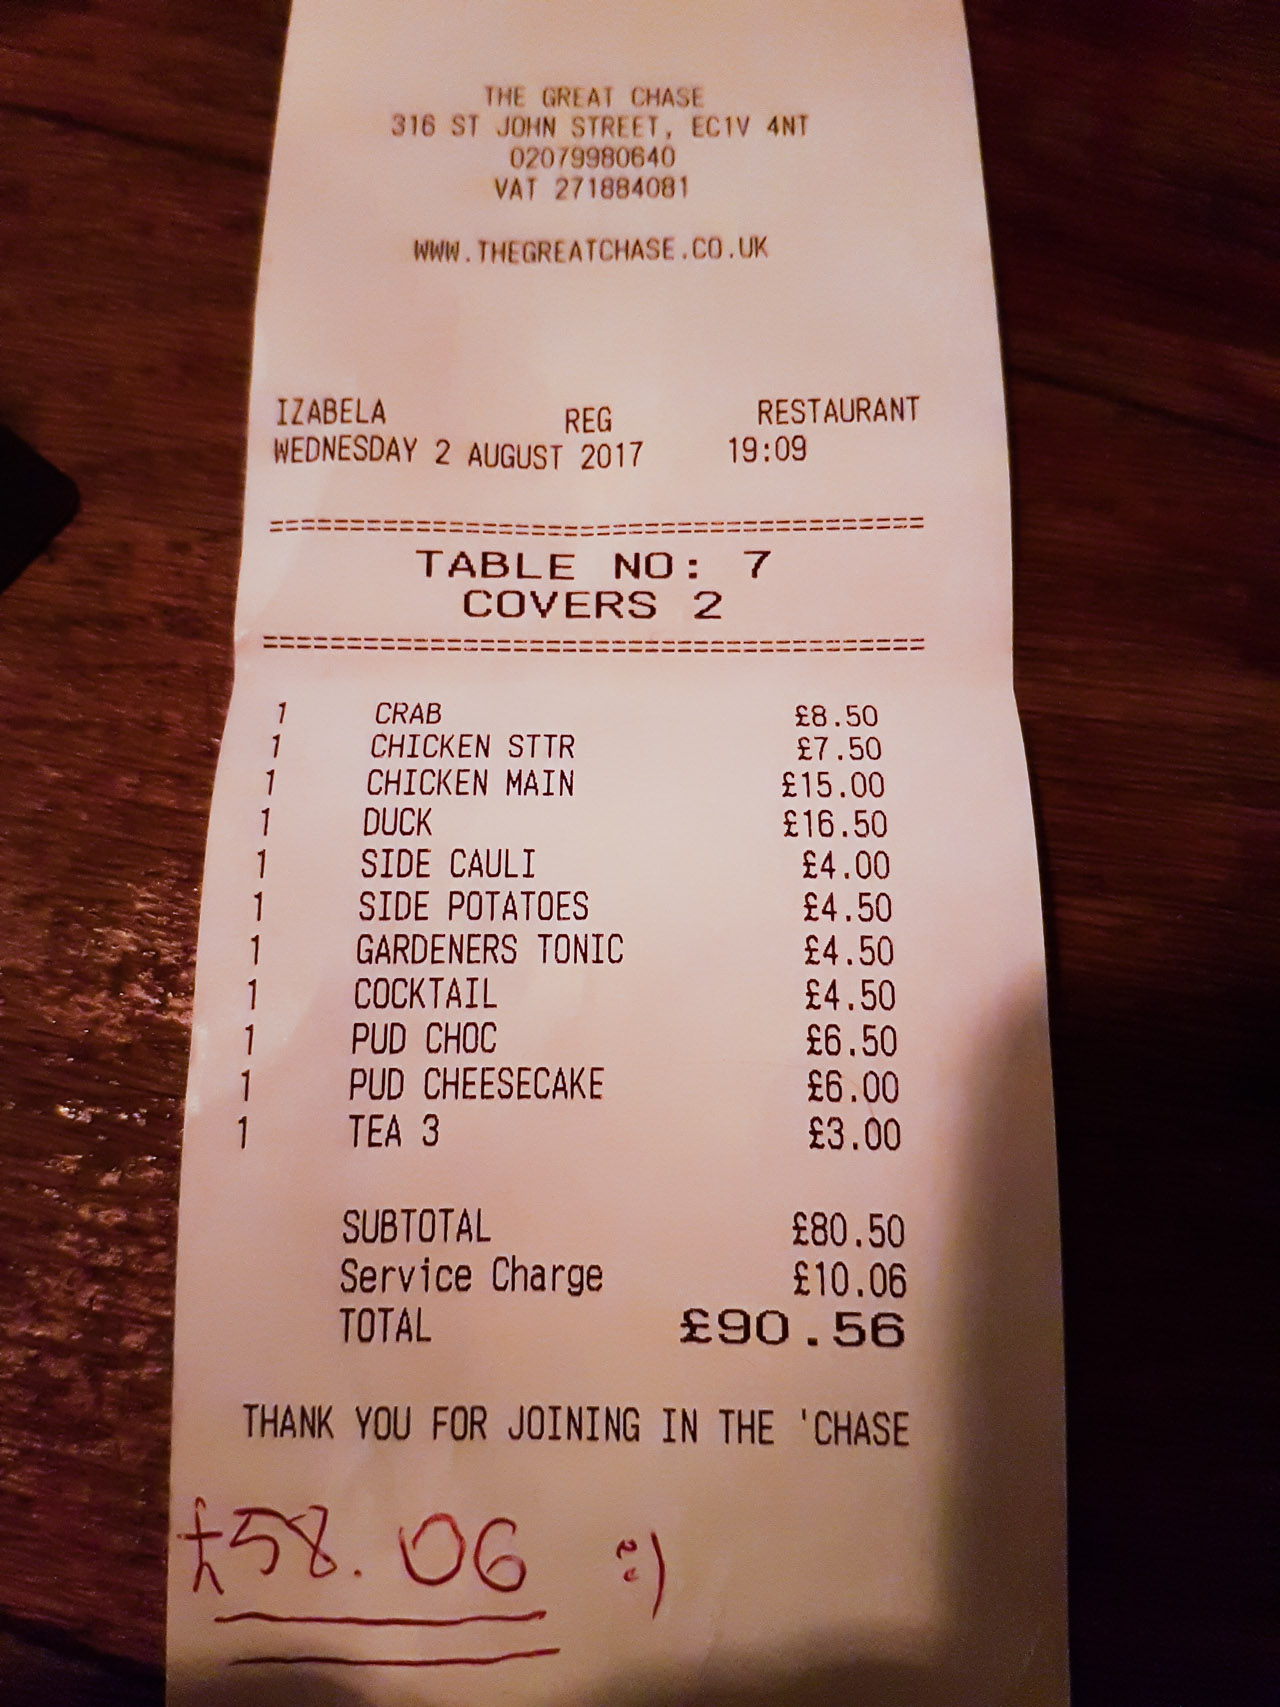 THE GREAT CHASE
316 ST JOHN STREET, EC1V 4NT
02079980640
VAT 271884081
WWW.THEGREATCHASE.CO.UK
IZABELA REG RESTAURANT
WEDNESDAY 2 AUGUST 2017 19:09
========================================
TABLE NO: 7
COVERS 2
========================================
1 CRAB £8.50
1 CHICKEN STTR £7.50
1 CHICKEN MAIN £15.00
1 DUCK £16.50
1 SIDE CAULI £4.00
1 SIDE POTATOES £4.50
1 GARDENERS TONIC £4.50
1 COCKTAIL £4.50
1 PUD CHOC £6.50
1 PUD CHEESECAKE £6.00
1 TEA 3 £3.00
SUBTOTAL £80.50
Service Charge £10.06
TOTAL £90.56
THANK YOU FOR JOINING IN THE 'CHASE
£58.06 :)